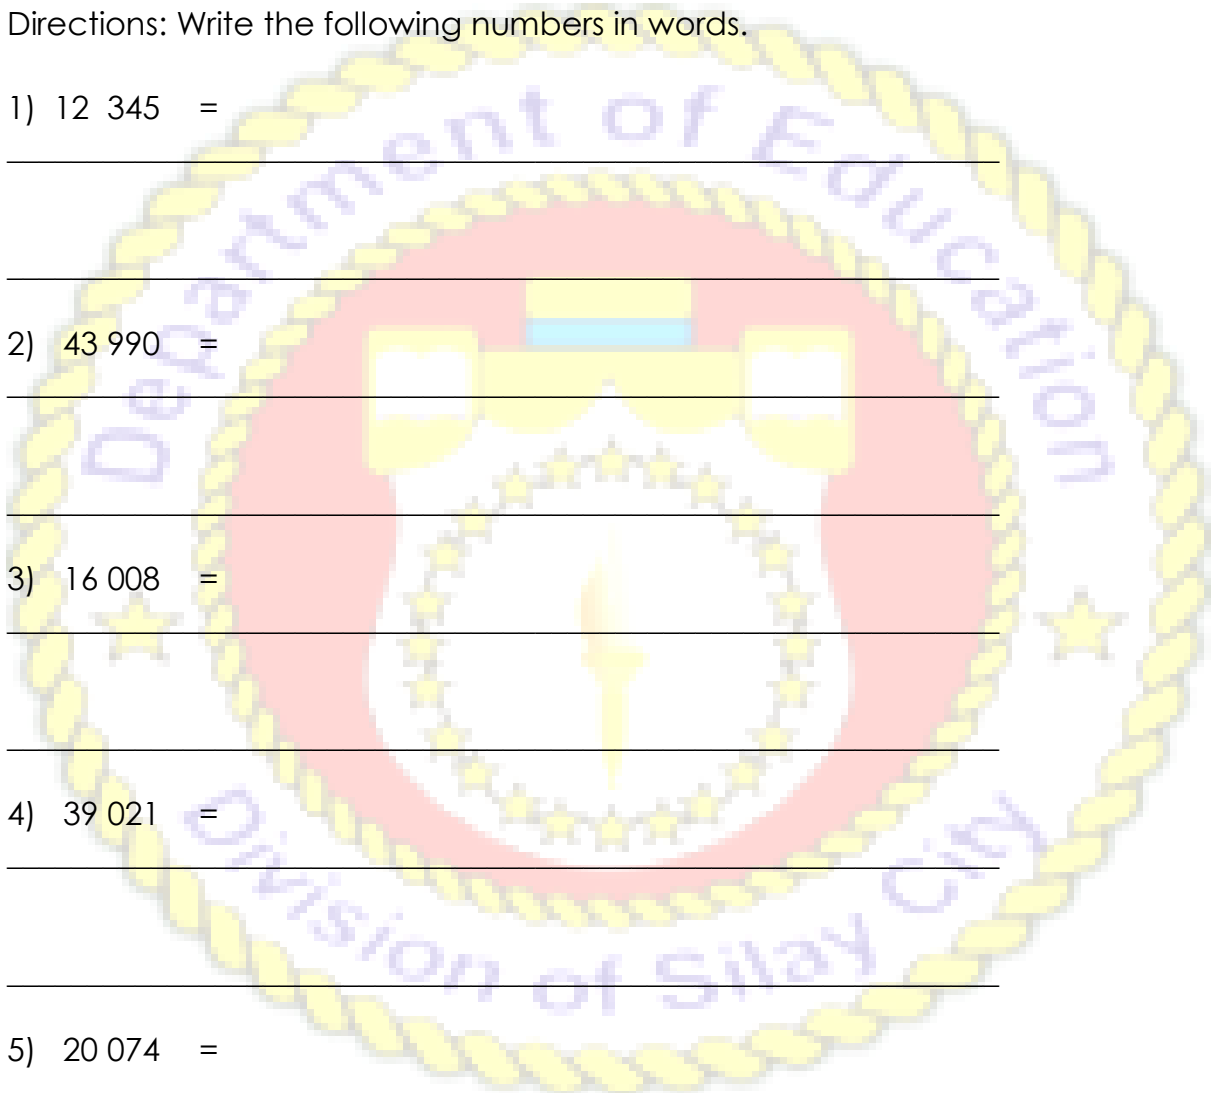 Directions: Write the following numbers in words.
1) 12 345 =
2) 43 990 =
3) 16 008 =
4) 39 021 =
5) 20 074 =
Department of Education
Division of Silay City